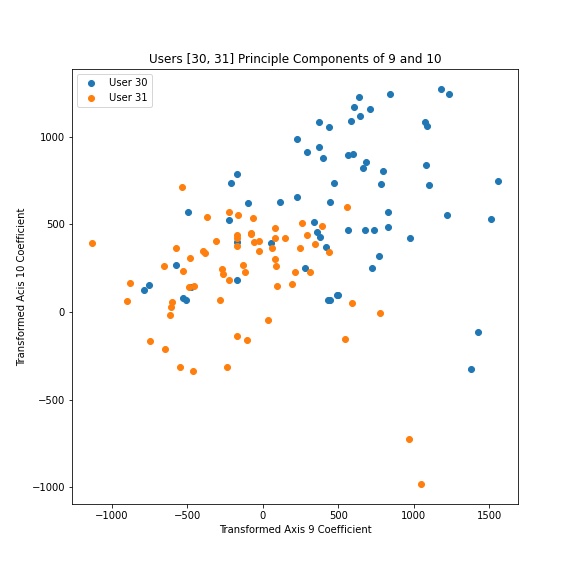 Users [30, 31] Principle Components of 9 and 10
User 30
User 31
Transformed Acis 10 Coefficient
1000
500
0
−500
−1000
−1000
−500
0
500
1000
1500
Transformed Axis 9 Coefficient